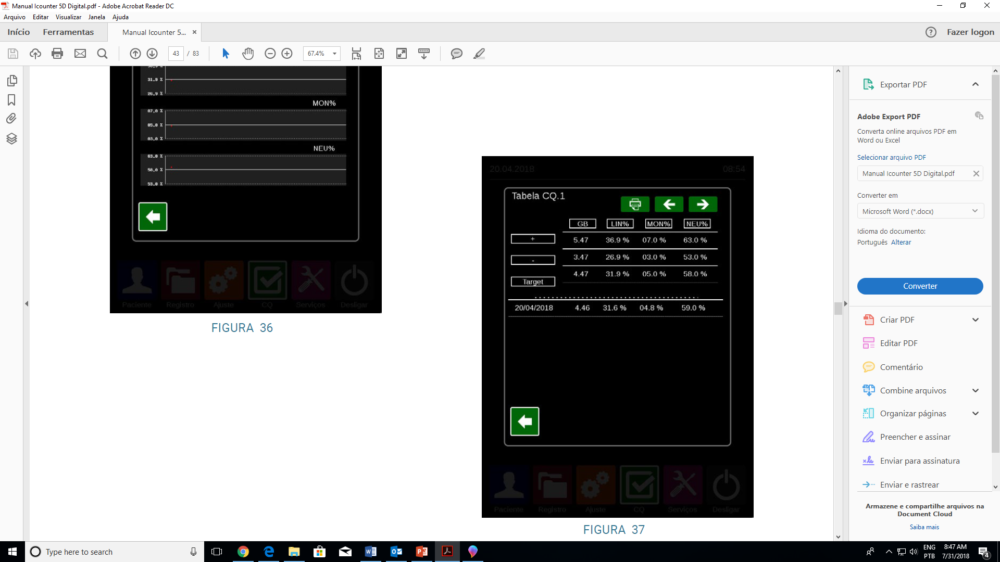 Manual Icounter 5D Digital.pdf - Adobe Acrobat Reader DC
Arquivo Editar Visualizar Janela Ajuda
Início Ferramentas Manual Icounter 5... × Fazer logon
43 / 83 67.4%
31.9 %
26.9 %
MON%
07.0 %
05.0 %
03.0 %
NEU%
63.0 %
58.0 %
53.0 %
Paciente Registro Ajuste CQ Serviços Desligar
FIGURA 36
20.04.2018 08:54
Tabela CQ.1
GB LIN% MON% NEU%
+ 5.47 36.9 % 07.0 % 63.0 %
- 3.47 26.9 % 03.0 % 53.0 %
Target 4.47 31.9 % 05.0 % 58.0 %
20/04/2018 4.46 31.6 % 04.8 % 59.0 %
Paciente Registro Ajuste CQ Serviços Desligar
FIGURA 37
Exportar PDF
Adobe Export PDF
Converta online arquivos PDF em
Word ou Excel
Selecionar arquivo PDF
Manual Icounter 5D Digital.pdf
Converter em
Microsoft Word (*.docx)
Idioma do documento:
Português Alterar
Converter
Criar PDF
Editar PDF
Comentário
Combine arquivos
Organizar páginas
Preencher e assinar
Enviar para assinatura
Enviar e rastrear
Armazene e compartilhe arquivos na
Document Cloud
Saiba mais
Type here to search
ENG
PTB
8:47 AM
7/31/2018
4